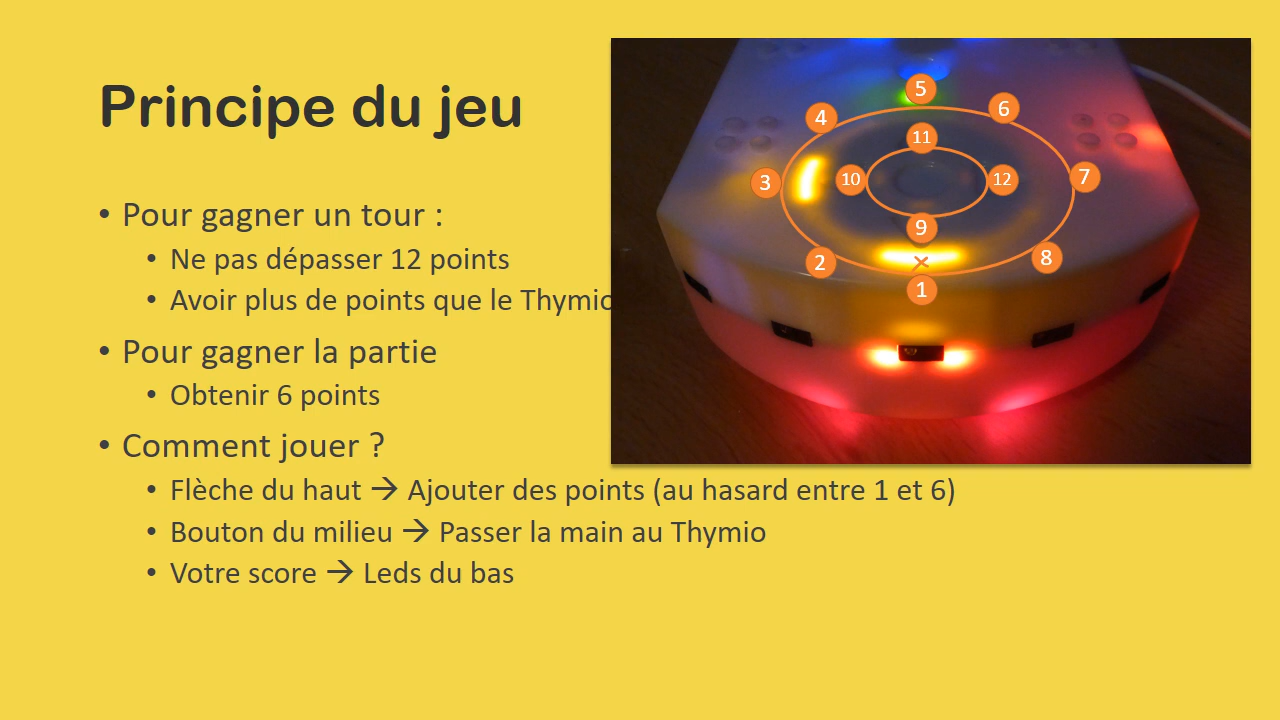 Principe du jeu
• Pour gagner un tour :
• Ne pas dépasser 12 points
• Avoir plus de points que le Thymio
• Pour gagner la partie
• Obtenir 6 points
• Comment jouer ?
• Flèche du haut → Ajouter des points (au hasard entre 1 et 6)
• Bouton du milieu → Passer la main au Thymio
• Votre score → Leds du bas
5
6
4
11
3
10
12
7
9
2
8
1